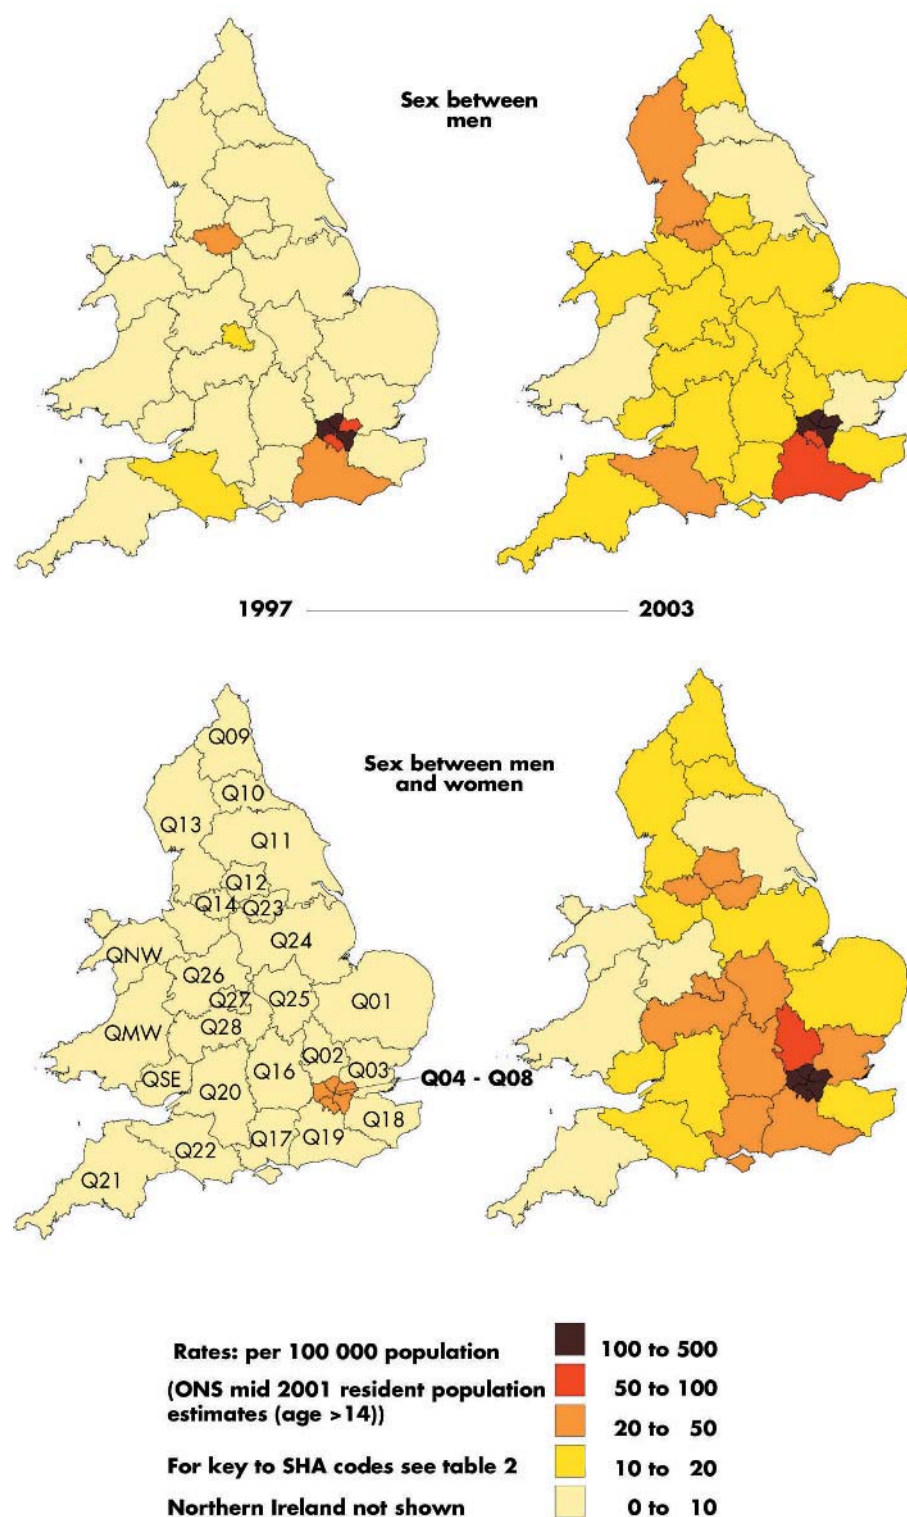 Sex between
men
1997
2003
Sex between men
and women
Q09
Q10
Q13
Q11
Q12
Q14
Q23
QNW
Q24
Q26
Q27
Q25
Q01
QMW
Q28
Q02
Q03
QSE
Q20
Q16
Q04 - Q08
Q18
Q22
Q17
Q19
Q21
Rates: per 100 000 population
(ONS mid 2001 resident population
estimates (age >14))
For key to SHA codes see table 2
Northern Ireland not shown
100 to 500
50 to 100
20 to 50
10 to 20
0 to 10